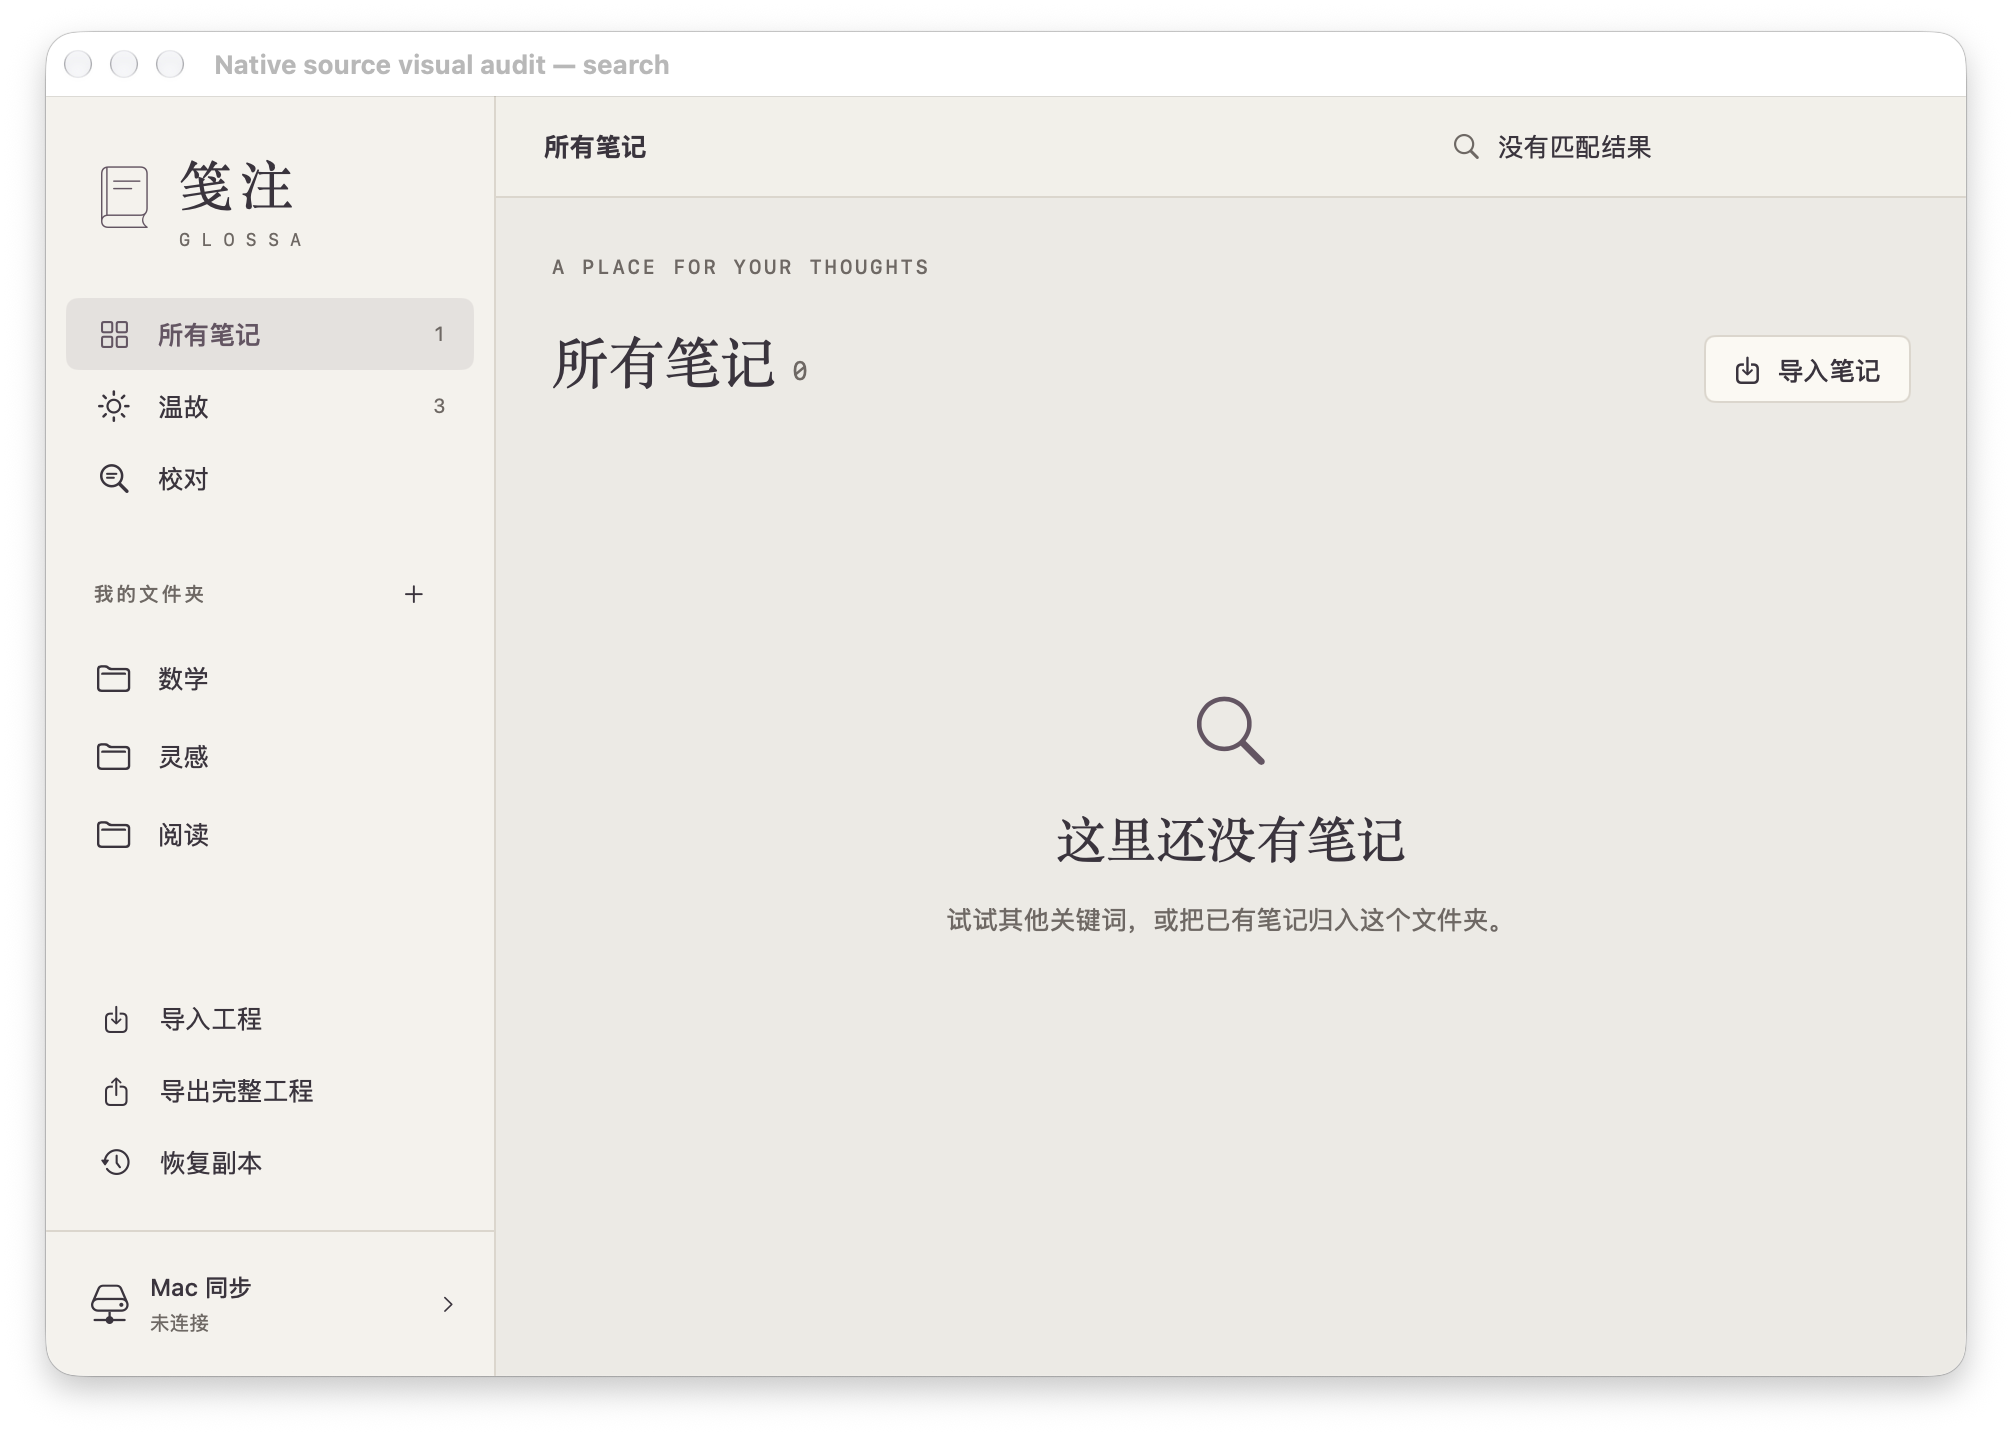 Native source visual audit — search
笺注
GLOSSA
所有笔记 1
温故 3
校对
我的文件夹
数学
灵感
阅读
导入工程
导出完整工程
恢复副本
Mac 同步
未连接
所有笔记
没有匹配结果
A PLACE FOR YOUR THOUGHTS
所有笔记 0
导入笔记
这里还没有笔记
试试其他关键词，或把已有笔记归入这个文件夹。